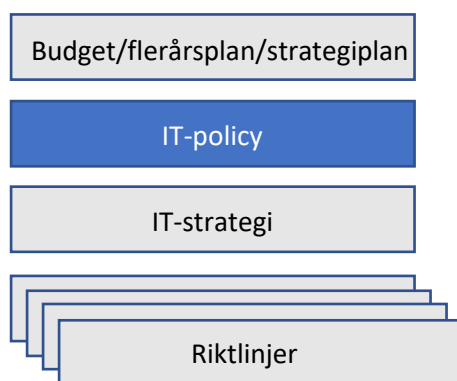 Budget/flerårsplan/strategiplan
IT-policy
IT-strategi
Riktlinjer